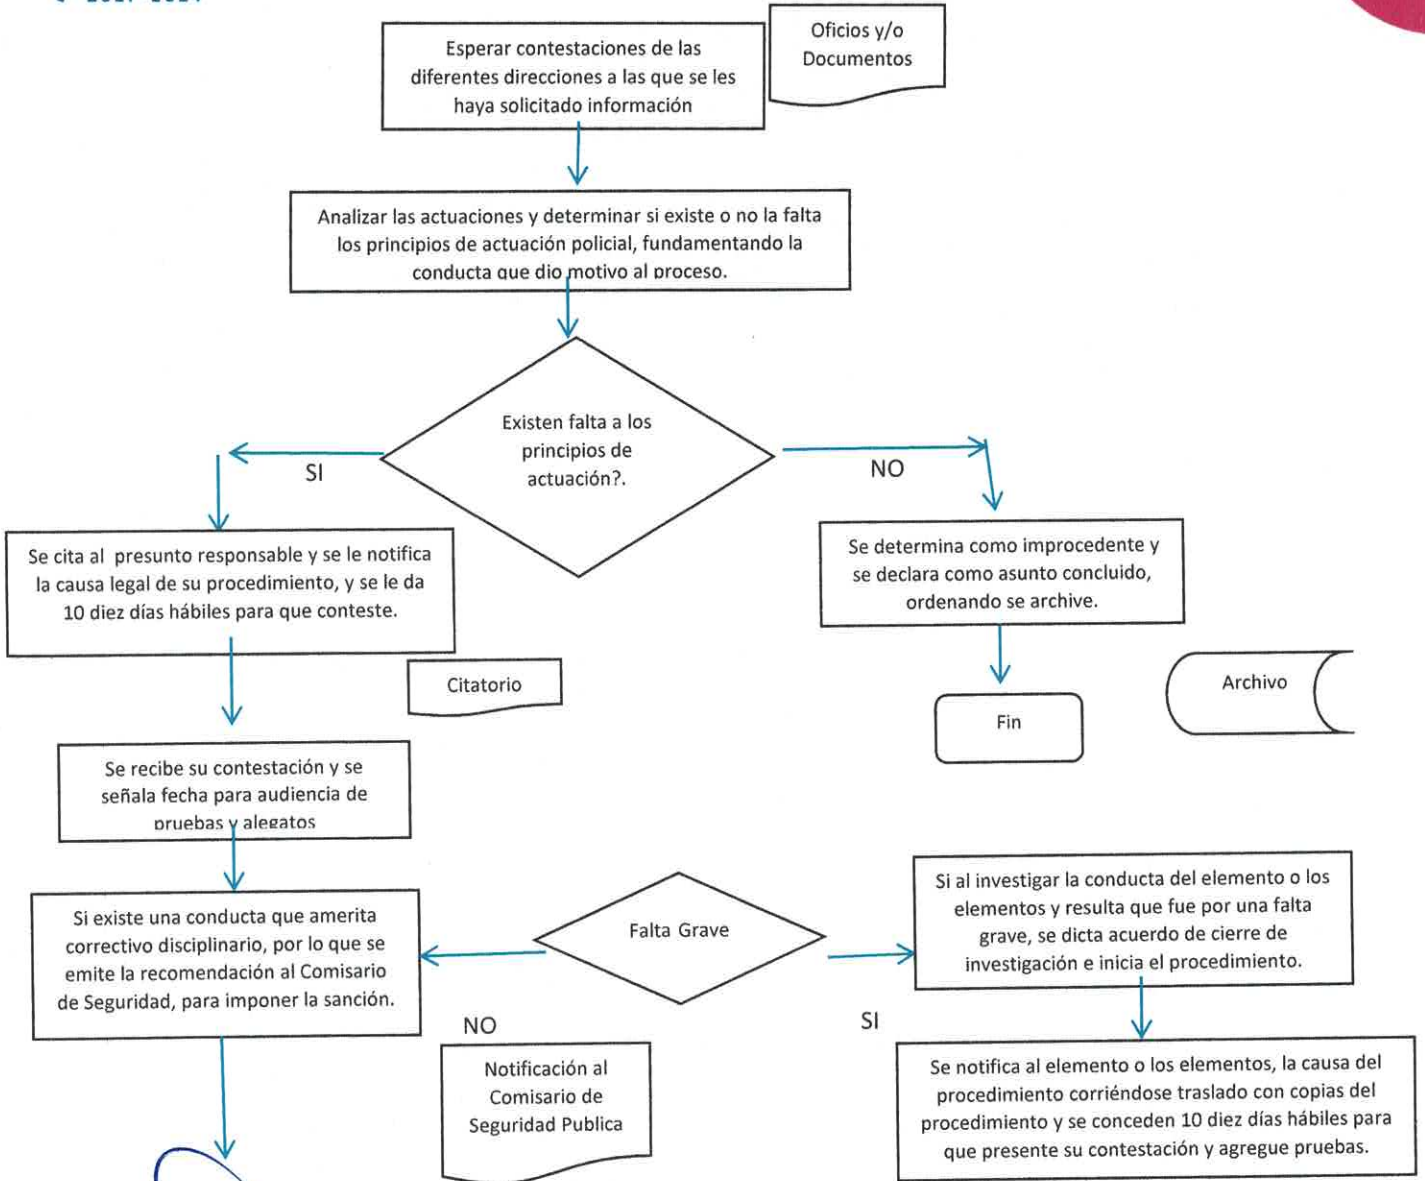 Oficios y/o
Documentos
Esperar contestaciones de las
diferentes direcciones a las que se les
haya solicitado información
Analizar las actuaciones y determinar si existe o no la falta
los principios de actuación policial, fundamentando la
conducta que dio motivo al proceso.
Existen falta a los
principios de
actuación?.
SI
NO
Se cita al  presunto responsable y se le notifica
la causa legal de su procedimiento, y se le da
10 diez días hábiles para que conteste.
Se determina como improcedente y
se declara como asunto concluido,
ordenando se archive.
Citatorio
Archivo
Fin
Se recibe su contestación y se
señala fecha para audiencia de
pruebas y alegatos
Si existe una conducta que amerita
correctivo disciplinario, por lo que se
emite la recomendación al Comisario
de Seguridad, para imponer la sanción.
Falta Grave
Si al investigar la conducta del elemento o los
elementos y resulta que fue por una falta
grave, se dicta acuerdo de cierre de
investigación e inicia el procedimiento.
NO
SI
Notificación al
Comisario de
Seguridad Publica
Se notifica al elemento o los elementos, la causa del
procedimiento corriéndose traslado con copias del
procedimiento y se conceden 10 diez días hábiles para
que presente su contestación y agregue pruebas.